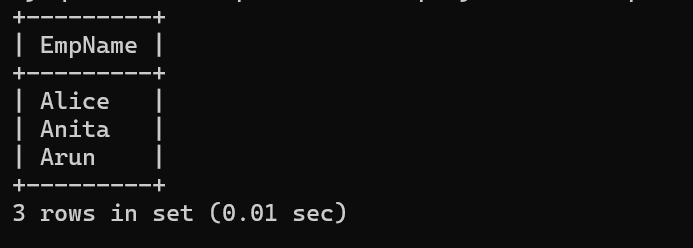 +---------+
| EmpName |
+---------+
| Alice   |
| Anita   |
| Arun    |
+---------+
3 rows in set (0.01 sec)